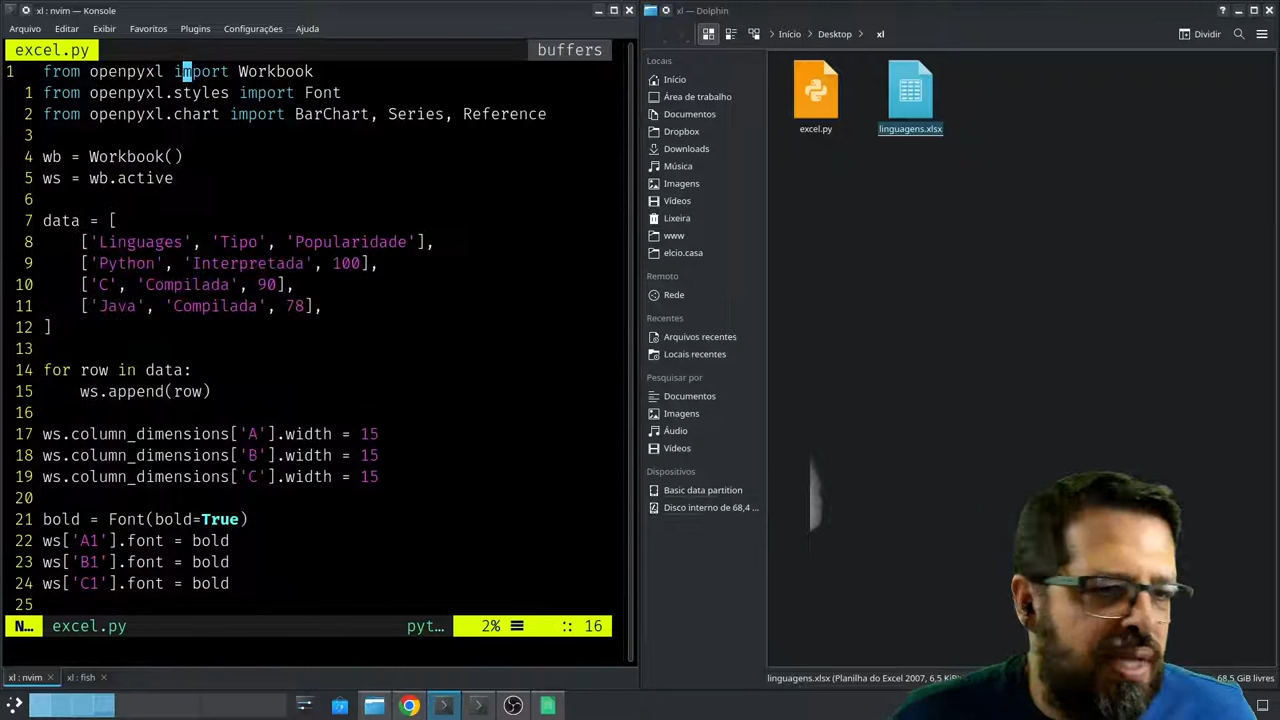 xl : nvim — Konsole
Arquivo Editar Exibir Favoritos Plugins Configurações Ajuda
excel.py buffers
1 from openpyxl import Workbook
1 from openpyxl.styles import Font
2 from openpyxl.chart import BarChart, Series, Reference
3
4 wb = Workbook()
5 ws = wb.active
6
7 data = [
8 ['Linguages', 'Tipo', 'Popularidade'],
9 ['Python', 'Interpretada', 100],
10 ['C', 'Compilada', 90],
11 ['Java', 'Compilada', 78],
12 ]
13
14 for row in data:
15 ws.append(row)
16
17 ws.column_dimensions['A'].width = 15
18 ws.column_dimensions['B'].width = 15
19 ws.column_dimensions['C'].width = 15
20
21 bold = Font(bold=True)
22 ws['A1'].font = bold
23 ws['B1'].font = bold
24 ws['C1'].font = bold
25
N… excel.py pyt… 2% :: 16
xl : nvim xl : fish
xl — Dolphin
Início Desktop xl Dividir
Locais
Início
Área de trabalho
Documentos
Dropbox
Downloads
Música
Imagens
Vídeos
Lixeira
www
elcio.casa
Remoto
Rede
Recentes
Arquivos recentes
Locais recentes
Pesquisar por
Documentos
Imagens
Áudio
Vídeos
Dispositivos
Basic data partition
Disco interno de 68,4 ...
excel.py
linguagens.xlsx
linguagens.xlsx (Planilha do Excel 2007, 6,5 KiB) 68,5 GiB livres